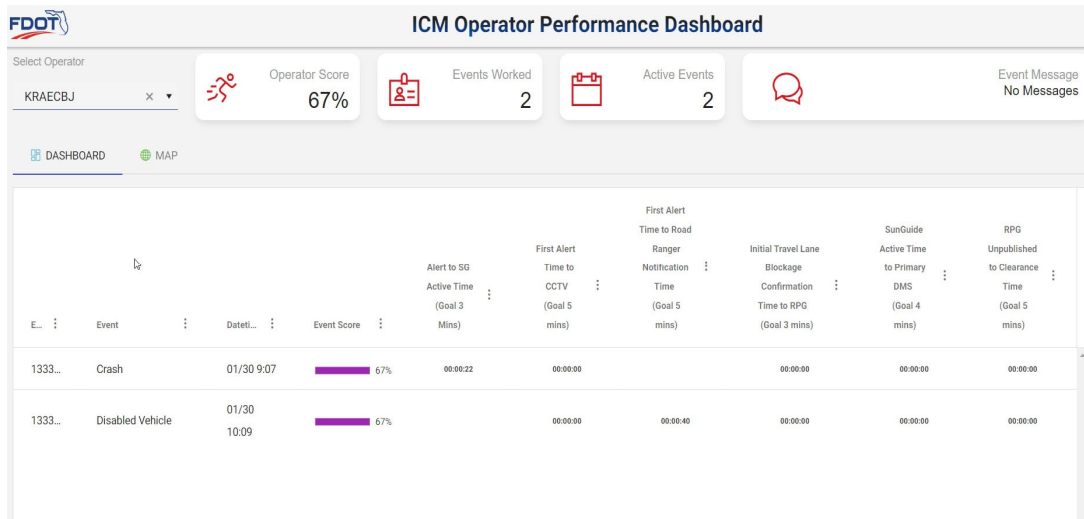 FDOT
ICM Operator Performance Dashboard
Select Operator
KRAECBJ
Operator Score
67%
Events Worked
2
Active Events
2
Event Message
No Messages
DASHBOARD
MAP
E...
Event
Dateti...
Event Score
Alert to SG
Active Time
(Goal 3
Mins)
First Alert
Time to
CCTV
(Goal 5
mins)
First Alert
Time to Road
Ranger
Notification
Time
(Goal 5
mins)
Initial Travel Lane
Blockage
Confirmation
Time to RPG
(Goal 3 mins)
SunGuide
Active Time
to Primary
DMS
(Goal 4
mins)
RPG
Unpublished
to Clearance
Time
(Goal 5
mins)
1333... Crash 01/30 9:07 67% 00:00:22 00:00:00 00:00:00 00:00:00 00:00:00
1333... Disabled Vehicle 01/30
10:09 67% 00:00:00 00:00:40 00:00:00 00:00:00 00:00:00